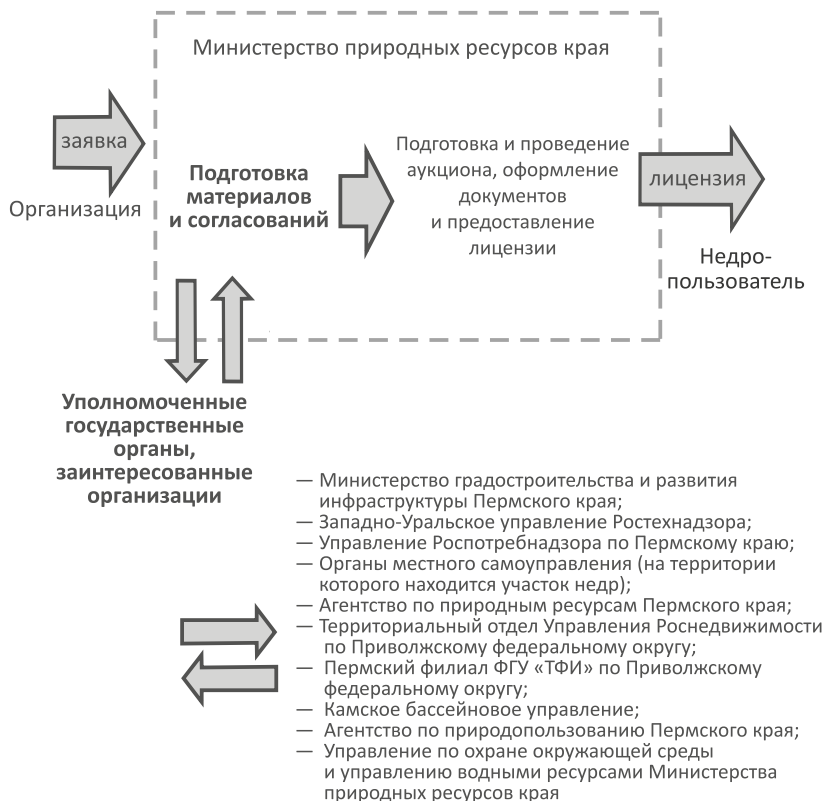 Министерство природных ресурсов края
заявка
Организация
Подготовка
материалов
и согласований
Подготовка и проведение
аукциона, оформление
документов
и предоставление
лицензии
лицензия
Недро-
пользователь
Уполномоченные
государственные
органы,
заинтересованные
организации
— Министерство градостроительства и развития
инфраструктуры Пермского края;
— Западно-Уральское управление Ростехнадзора;
— Управление Роспотребнадзора по Пермскому краю;
— Органы местного самоуправления (на территории
которого находится участок недр);
— Агентство по природным ресурсам Пермского края;
— Территориальный отдел Управления Роснедвижимости
по Приволжскому федеральному округу;
— Пермский филиал ФГУ «ТФИ» по Приволжскому
федеральному округу;
— Камское бассейновое управление;
— Агентство по природопользованию Пермского края;
— Управление по охране окружающей среды
и управлению водными ресурсами Министерства
природных ресурсов края